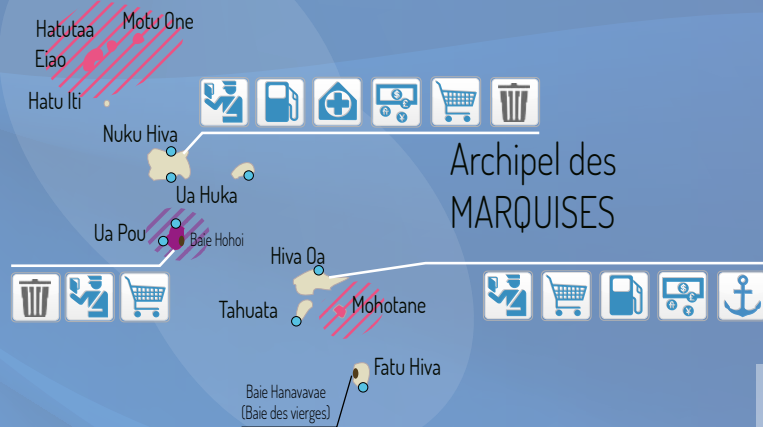 Hatutaa
Motu One
Eiao
Hatu Iti
Nuku Hiva
Archipel des
MARQUISES
Ua Huka
Ua Pou
Baie Hohoi
Hiva Oa
Tahuata
Mohotane
Fatu Hiva
Baie Hanavavae
(Baie des vierges)